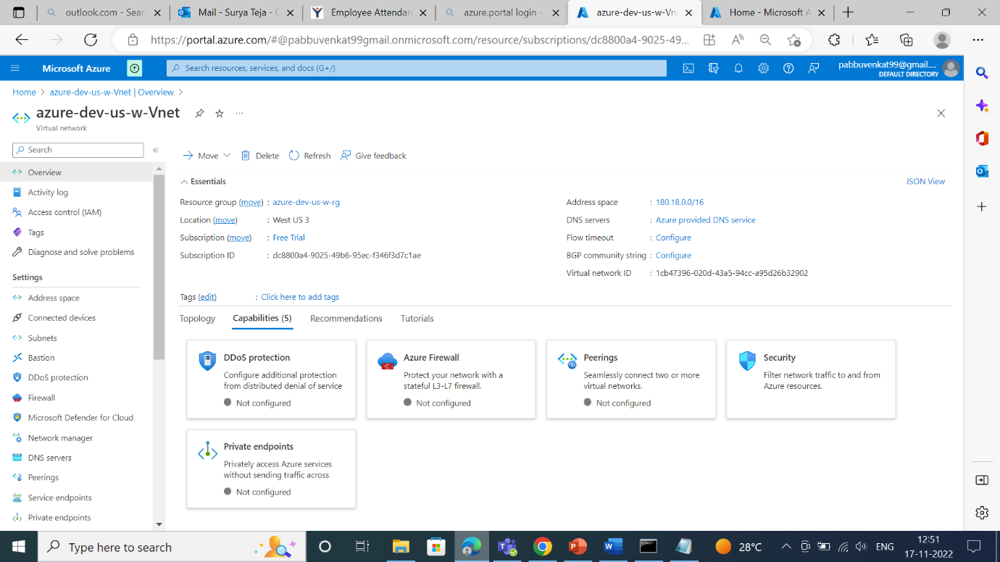 outlook.com - Sear
Mail - Surya Teja - C
Employee Attendan
azure.portal login -
azure-dev-us-w-Vn
Home - Microsoft A
https://portal.azure.com/#@pabbuvenkat99gmail.onmicrosoft.com/resource/subscriptions/dc8800a4-9025-49...
Microsoft Azure
Search resources, services, and docs (G+/)
pabbuvenkat99@gmail....
DEFAULT DIRECTORY
Home > azure-dev-us-w-Vnet | Overview >
azure-dev-us-w-Vnet
Virtual network
Search
Overview
Activity log
Access control (IAM)
Tags
Diagnose and solve problems
Settings
Address space
Connected devices
Subnets
Bastion
DDoS protection
Firewall
Microsoft Defender for Cloud
Network manager
DNS servers
Peerings
Service endpoints
Private endpoints
Move
Delete
Refresh
Give feedback
Essentials
JSON View
Resource group (move) : azure-dev-us-w-rg
Location (move) : West US 3
Subscription (move) : Free Trial
Subscription ID : dc8800a4-9025-49b6-95ec-f346f3d7c1ae
Address space : 180.18.0.0/16
DNS servers : Azure provided DNS service
Flow timeout : Configure
BGP community string : Configure
Virtual network ID : 1cb47396-020d-43a5-94cc-a95d26b32902
Tags (edit) : Click here to add tags
Topology
Capabilities (5)
Recommendations
Tutorials
DDoS protection
Configure additional protection
from distributed denial of service
Not configured
Azure Firewall
Protect your network with a
stateful L3-L7 firewall.
Not configured
Peerings
Seamlessly connect two or more
virtual networks.
Not configured
Security
Filter network traffic to and from
Azure resources.
Private endpoints
Privately access Azure services
without sending traffic across
Not configured
Type here to search
28°C
ENG
12:51
17-11-2022